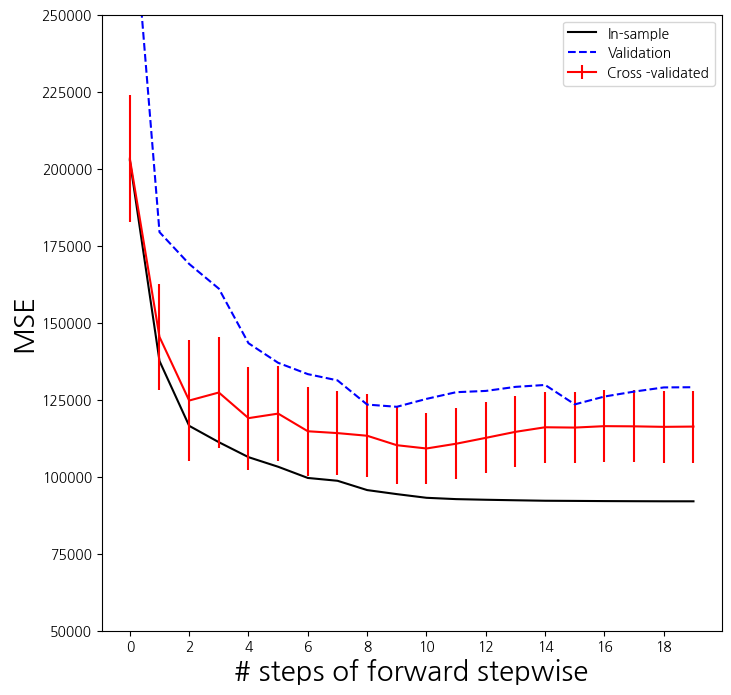 250000
225000
200000
175000
150000
125000
100000
75000
50000
MSE
In-sample
Validation
Cross -validated
0 2 4 6 8 10 12 14 16 18
# steps of forward stepwise